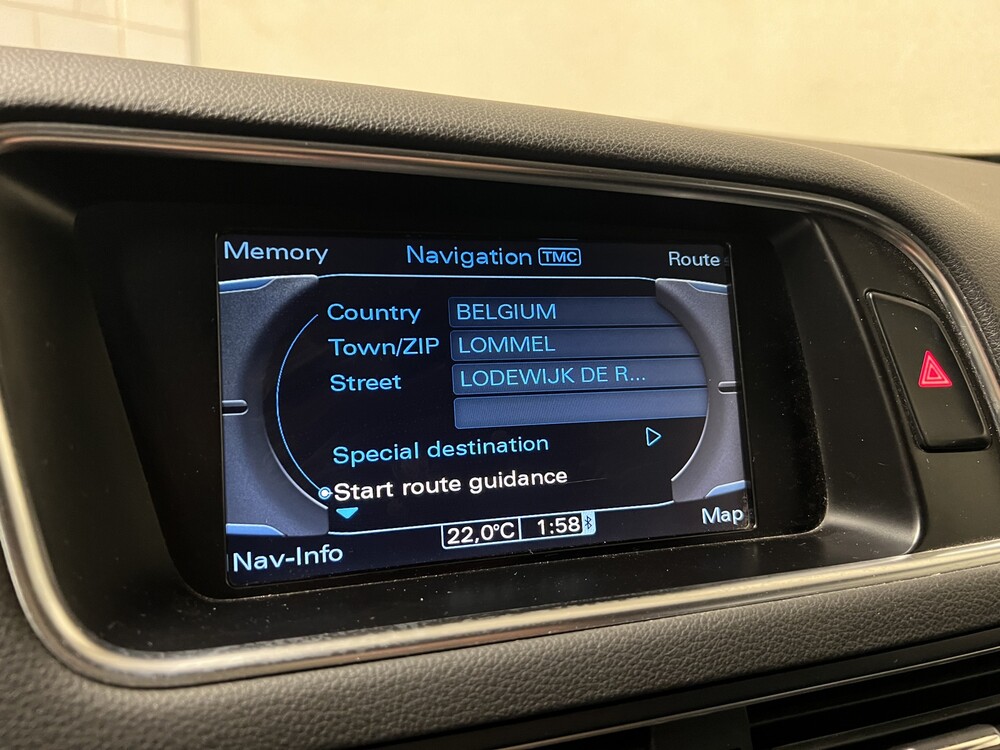 Memory Navigation TMC Route
Country BELGIUM
Town/ZIP LOMMEL
Street LODEWIJK DE R...
Special destination
Start route guidance
22,0°C 1:58
Nav-Info Map